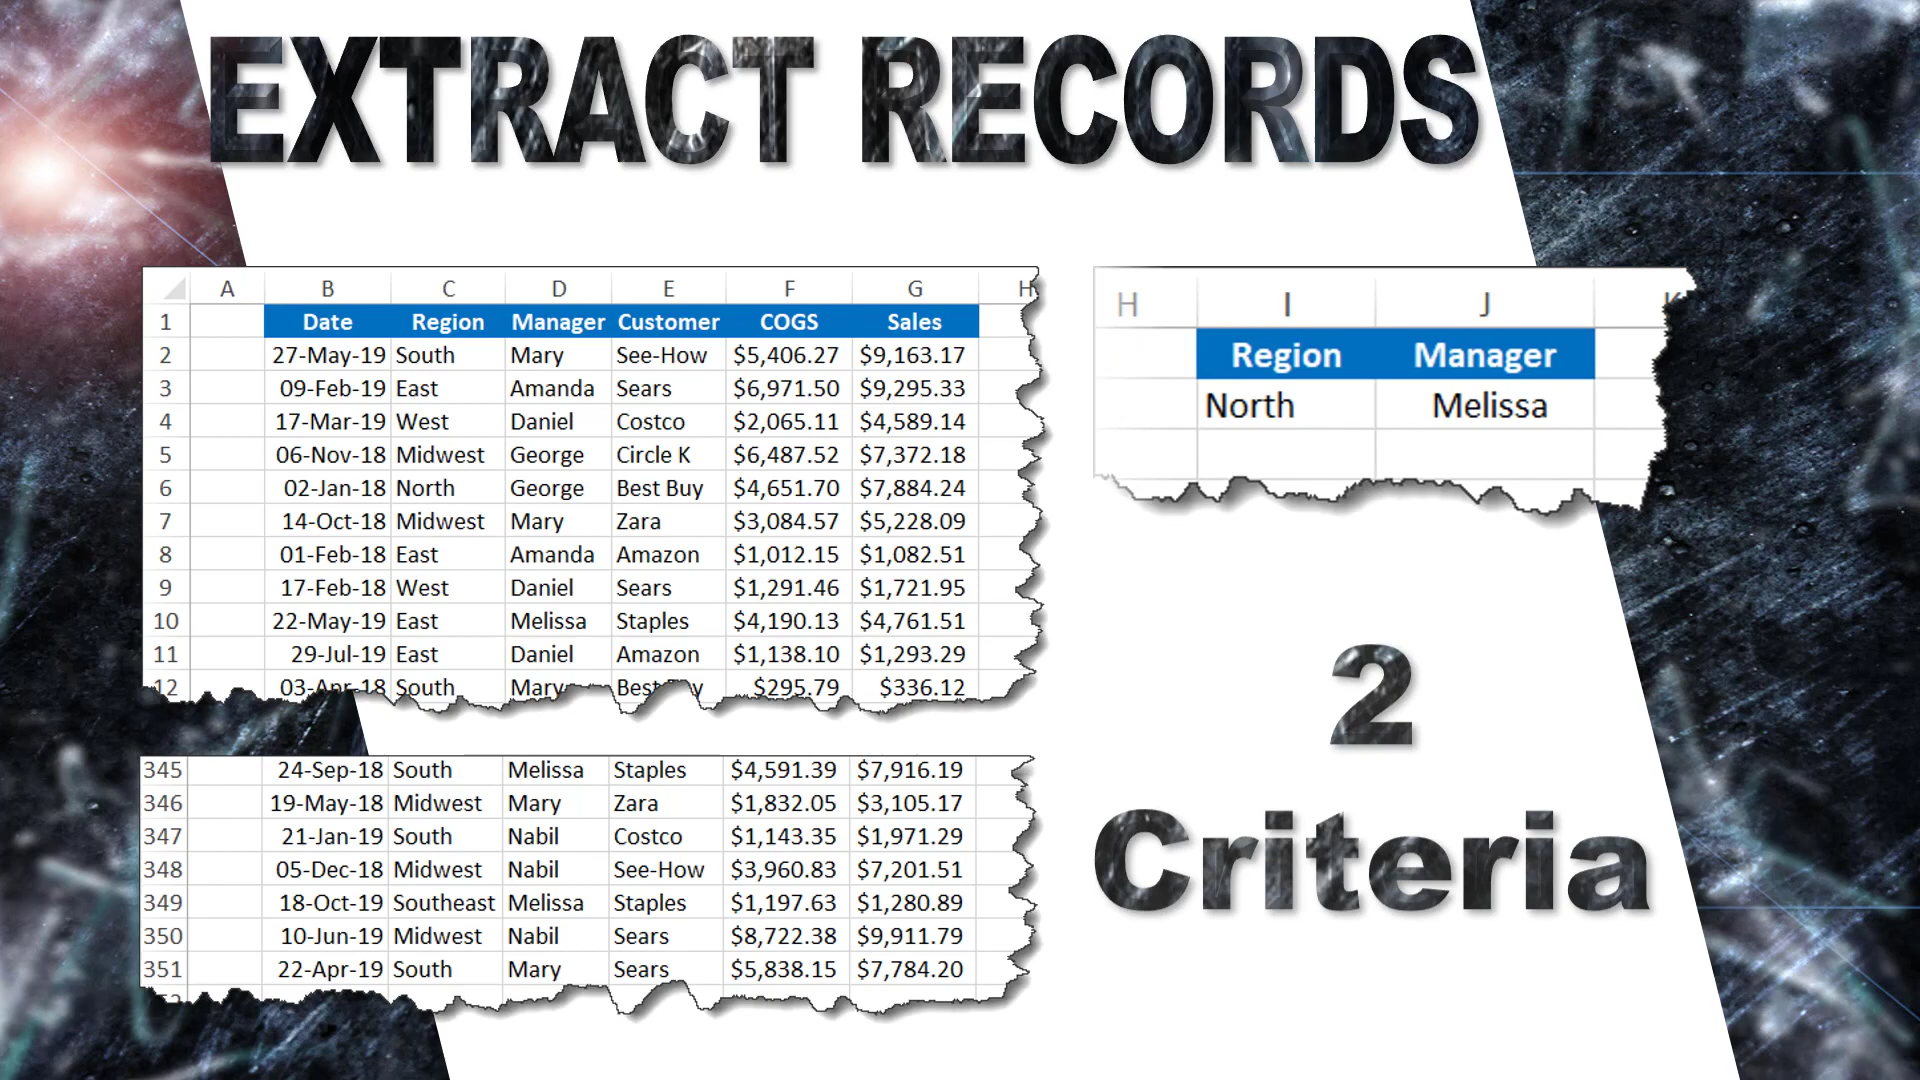 EXTRACT RECORDS
A B C D E F G H
1 Date Region Manager Customer COGS Sales
2 27-May-19 South Mary See-How $5,406.27 $9,163.17
3 09-Feb-19 East Amanda Sears $6,971.50 $9,295.33
4 17-Mar-19 West Daniel Costco $2,065.11 $4,589.14
5 06-Nov-18 Midwest George Circle K $6,487.52 $7,372.18
6 02-Jan-18 North George Best Buy $4,651.70 $7,884.24
7 14-Oct-18 Midwest Mary Zara $3,084.57 $5,228.09
8 01-Feb-18 East Amanda Amazon $1,012.15 $1,082.51
9 17-Feb-18 West Daniel Sears $1,291.46 $1,721.95
10 22-May-19 East Melissa Staples $4,190.13 $4,761.51
11 29-Jul-19 East Daniel Amazon $1,138.10 $1,293.29
12 03-Apr-18 South Mary Best $295.79 $336.12
345 24-Sep-18 South Melissa Staples $4,591.39 $7,916.19
346 19-May-18 Midwest Mary Zara $1,832.05 $3,105.17
347 21-Jan-19 South Nabil Costco $1,143.35 $1,971.29
348 05-Dec-18 Midwest Nabil See-How $3,960.83 $7,201.51
349 18-Oct-19 Southeast Melissa Staples $1,197.63 $1,280.89
350 10-Jun-19 Midwest Nabil Sears $8,722.38 $9,911.79
351 22-Apr-19 South Mary Sears $5,838.15 $7,784.20
H I J K
Region Manager
North Melissa
2
Criteria